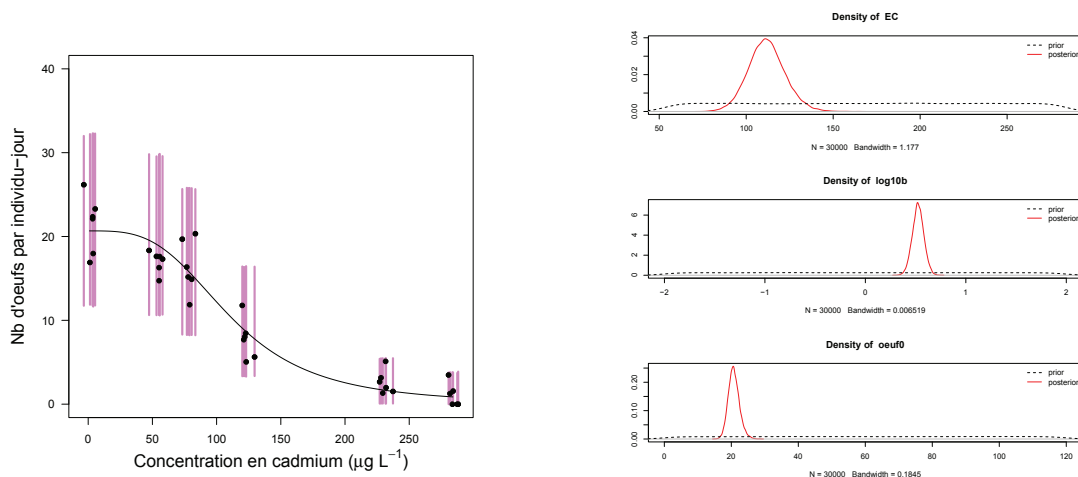 Nb d'oeufs par individu−jour
40
30
20
10
0
0 50 100 150 200 250
Concentration en cadmium (μg L−1)
Density of EC
0.04
0.02
0.00
prior
posterior
50 100 150 200 250
N = 30000 Bandwidth = 1.177
Density of log10b
6
4
2
0
prior
posterior
−2 −1 0 1 2
N = 30000 Bandwidth = 0.006519
Density of oeuf0
0.20
0.10
0.00
prior
posterior
0 20 40 60 80 100 120
N = 30000 Bandwidth = 0.1845